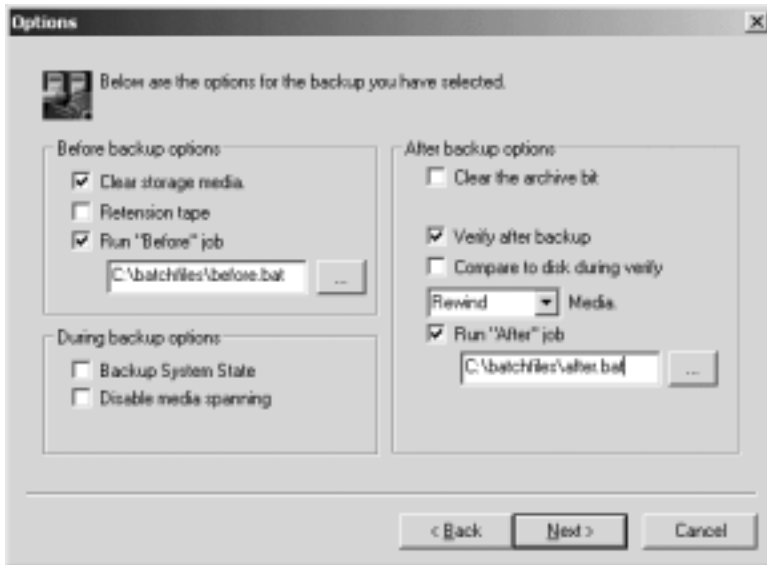 Options
Below are the options for the backup you have selected.
Before backup options
Clear storage media.
Retension tape
Run "Before" job
C:\batchfiles\before.bat
...
During backup options
Backup System State
Disable media spanning
After backup options
Clear the archive bit
Verify after backup
Compare to disk during verify
Rewind Media.
Run "After" job
C:\batchfiles\after.bat
...
< Back Next > Cancel